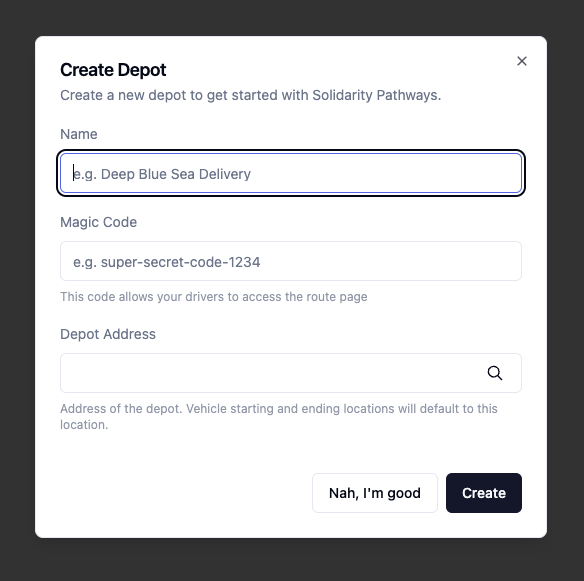 Create Depot
Create a new depot to get started with Solidarity Pathways.
Name
e.g. Deep Blue Sea Delivery
Magic Code
e.g. super-secret-code-1234
This code allows your drivers to access the route page
Depot Address
Address of the depot. Vehicle starting and ending locations will default to this
location.
Nah, I'm good
Create